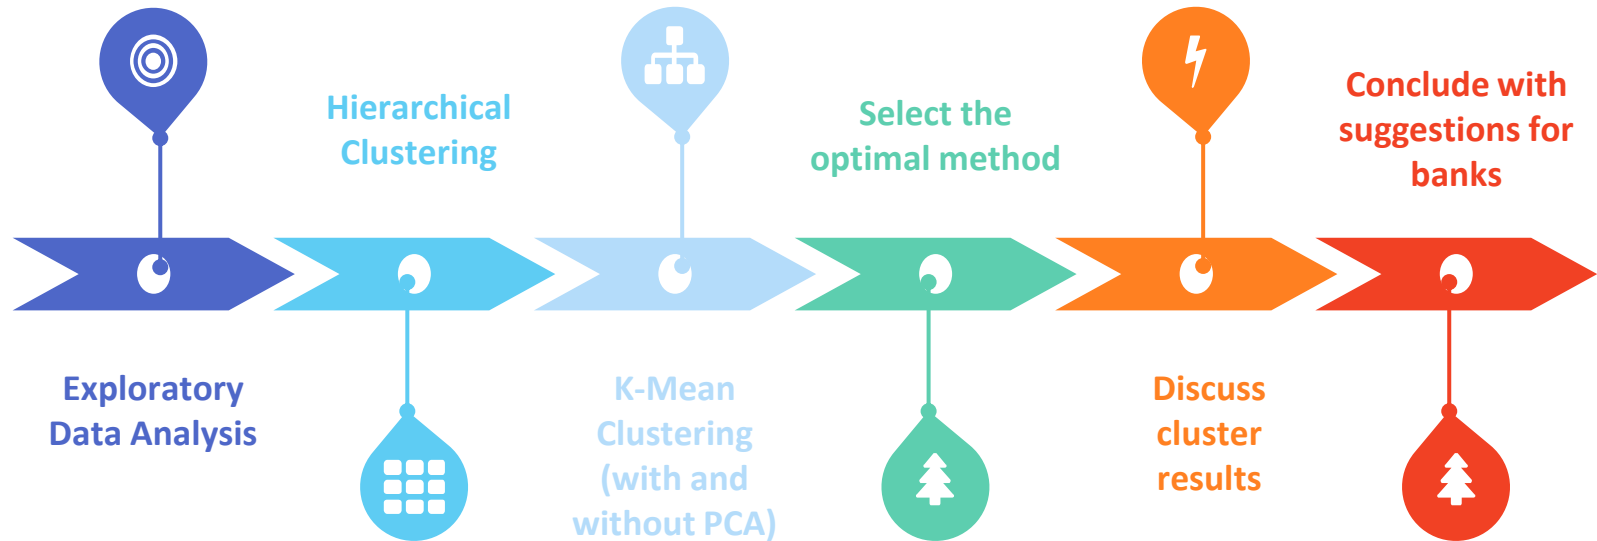 Exploratory
Data Analysis
Hierarchical
Clustering
K-Mean
Clustering
(with and
without PCA)
Select the
optimal method
Discuss
cluster
results
Conclude with
suggestions for
banks